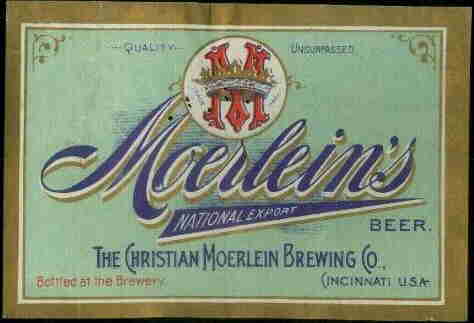 QUALITY UNSURPASSED
M
Moerlein's
NATIONAL EXPORT
BEER.
THE CHRISTIAN MOERLEIN BREWING CO.,
Bottled at the Brewery. CINCINNATI U.S.A.